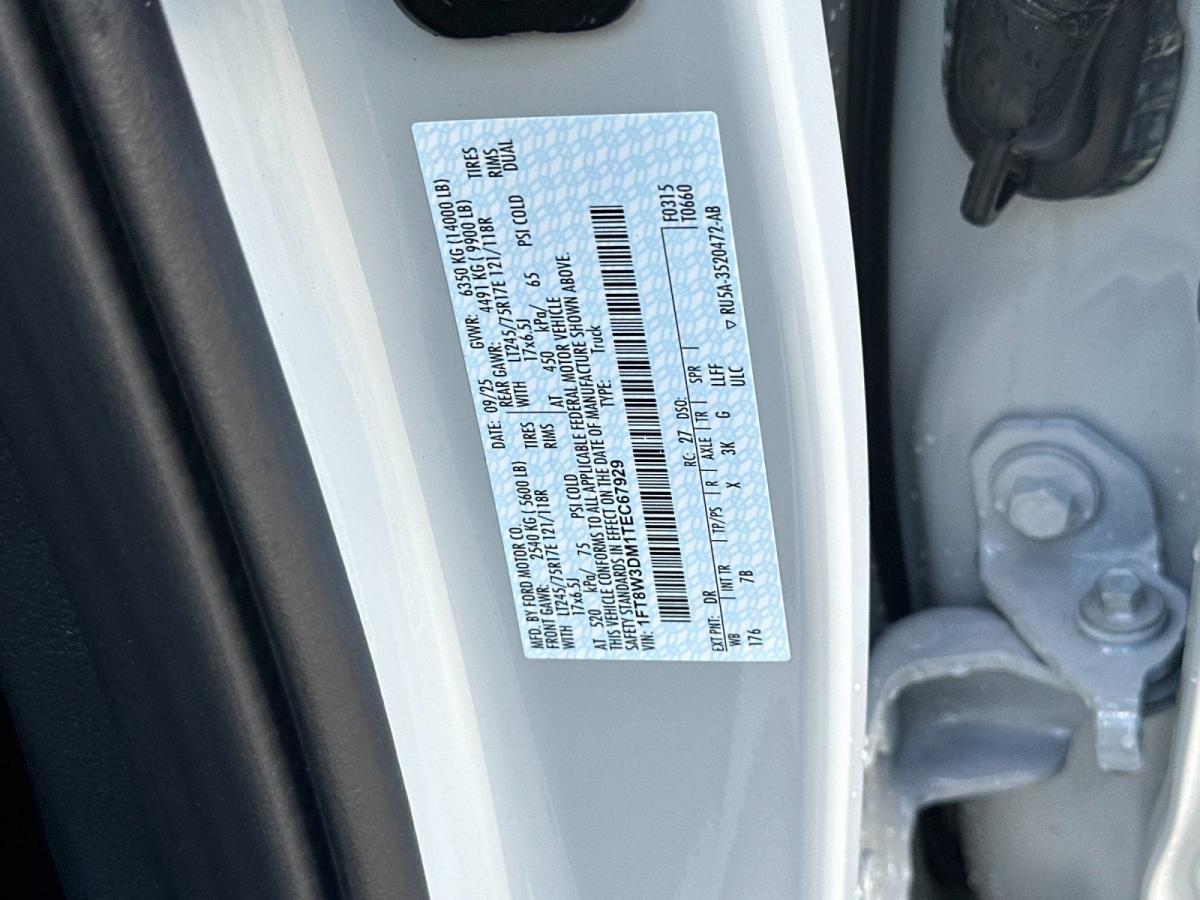 MFD. BY FORD MOTOR CO.
DATE: 09/25 GVWR: 6350 KG (14000 LB)
FRONT GAWR: 2540 KG ( 5600 LB) REAR GAWR: 4491 KG ( 9900 LB)
WITH LT245/75R17E 121/118R TIRES WITH LT245/75R17E 121/118R TIRES
17x6.5J RIMS 17x6.5J RIMS
AT 520 kPa/ 75 PSI COLD AT 450 kPa/ 65 PSI COLD DUAL
THIS VEHICLE CONFORMS TO ALL APPLICABLE FEDERAL MOTOR VEHICLE
SAFETY STANDARDS IN EFFECT ON THE DATE OF MANUFACTURE SHOWN ABOVE.
VIN: 1FT8W3DM1TEC67929 TYPE: Truck
F0315
T0660
EXT PNT: DR RC: 27 DSO:
WB INT TR TP/PS R AXLE TR SPR
176 7B X 3K G LLFF
ULC
▽ RU5A-3520472-AB